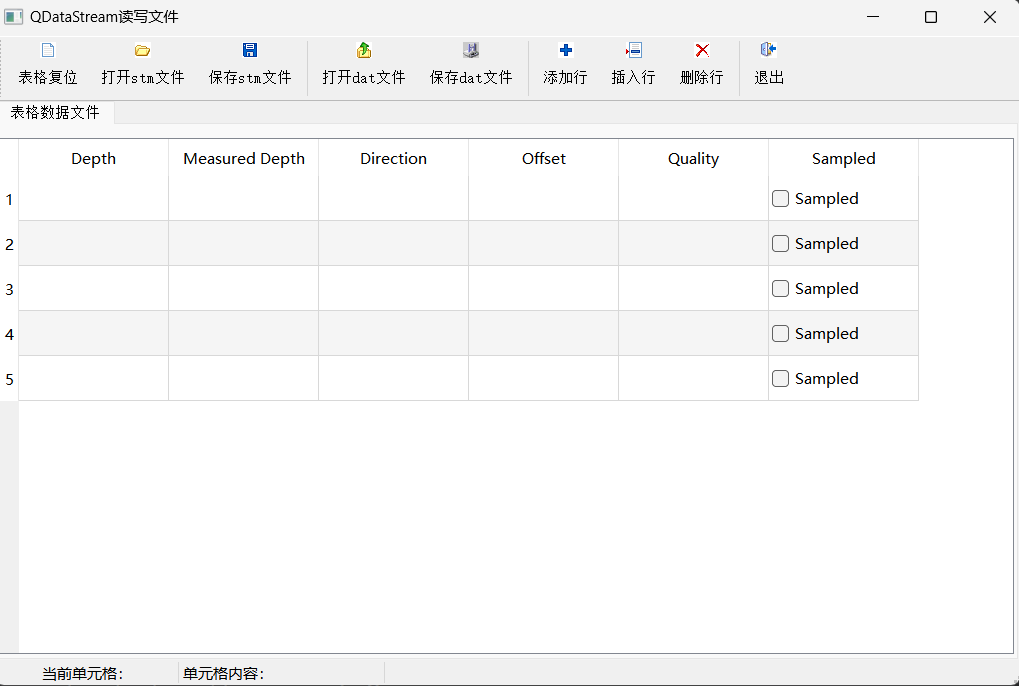 QDataStream读写文件
表格复位 打开stm文件 保存stm文件 打开dat文件 保存dat文件 添加行 插入行 删除行 退出
表格数据文件
Depth Measured Depth Direction Offset Quality Sampled
1 Sampled
2 Sampled
3 Sampled
4 Sampled
5 Sampled
当前单元格: 单元格内容: